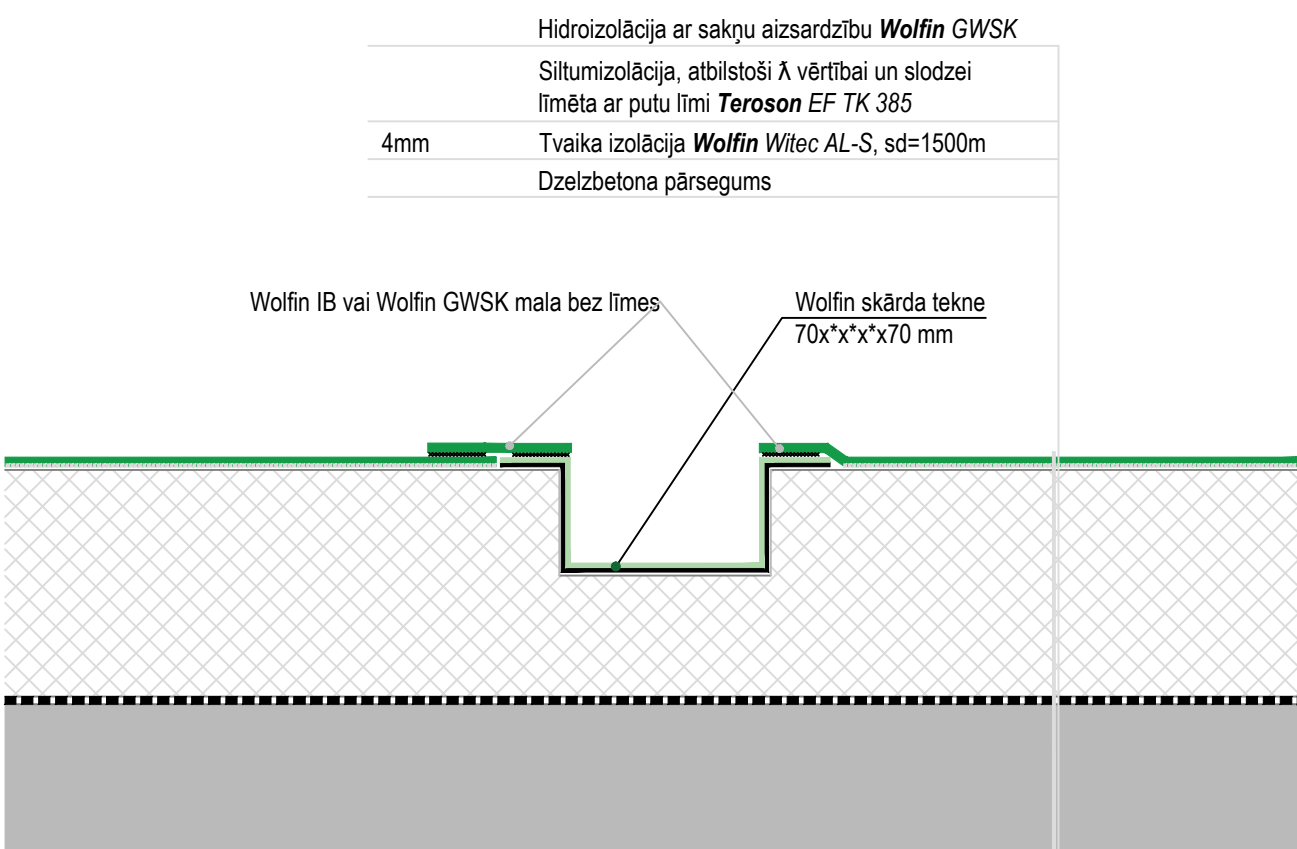 Hidroizolācija ar sakņu aizsardzību Wolfin GWSK
Siltumizolācija, atbilstoši ƛ vērtībai un slodzei
līmēta ar putu līmi Teroson EF TK 385
4mm Tvaika izolācija Wolfin Witec AL-S, sd=1500m
Dzelzbetona pārsegums
Wolfin IB vai Wolfin GWSK mala bez līmes
Wolfin skārda tekne
70x*x*x*x70 mm